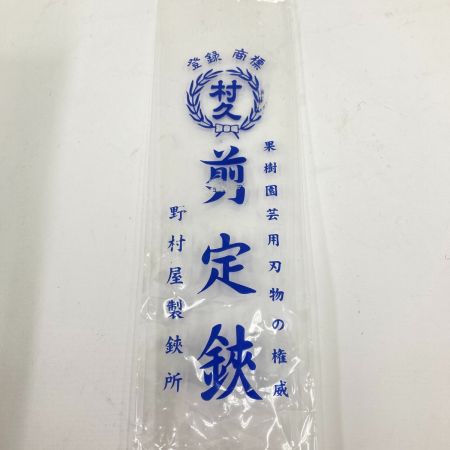 登録 商標
村久
果樹園芸用刃物の権威
剪定鋏
野村屋製鋏所